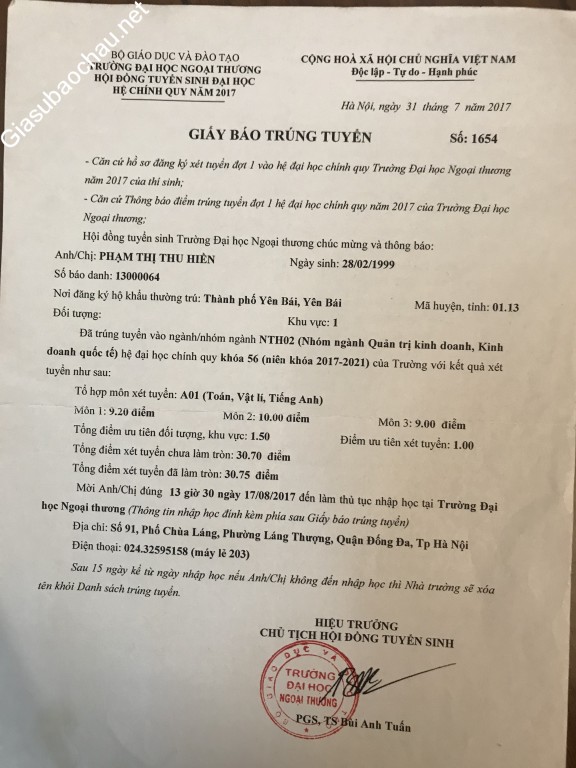 Giasubaochau.net
BỘ GIÁO DỤC VÀ ĐÀO TẠO
TRƯỜNG ĐẠI HỌC NGOẠI THƯƠNG
HỘI ĐỒNG TUYỂN SINH ĐẠI HỌC
HỆ CHÍNH QUY NĂM 2017
CỘNG HOÀ XÃ HỘI CHỦ NGHĨA VIỆT NAM
Độc lập - Tự do - Hạnh phúc
Hà Nội, ngày 31 tháng 7 năm 2017
GIẤY BÁO TRÚNG TUYỂN Số: 1654
- Căn cứ hồ sơ đăng ký xét tuyển đợt 1 vào hệ đại học chính quy Trường Đại học Ngoại thương
năm 2017 của thí sinh;
- Căn cứ Thông báo điểm trúng tuyển đợt 1 hệ đại học chính quy năm 2017 của Trường Đại học
Ngoại thương;
Hội đồng tuyển sinh Trường Đại học Ngoại thương chúc mừng và thông báo:
Anh/Chị: PHẠM THỊ THU HIỀN Ngày sinh: 28/02/1999
Số báo danh: 13000064
Nơi đăng ký hộ khẩu thường trú: Thành phố Yên Bái, Yên Bái Mã huyện, tỉnh: 01.13
Đối tượng: Khu vực: 1
Đã trúng tuyển vào ngành/nhóm ngành NTH02 (Nhóm ngành Quản trị kinh doanh, Kinh
doanh quốc tế) hệ đại học chính quy khóa 56 (niên khóa 2017-2021) của Trường với kết quả xét
tuyển như sau:
Tổ hợp môn xét tuyển: A01 (Toán, Vật lí, Tiếng Anh)
Môn 1: 9.20 điểm Môn 2: 10.00 điểm Môn 3: 9.00 điểm
Tổng điểm ưu tiên đối tượng, khu vực: 1.50 Điểm ưu tiên xét tuyển: 1.00
Tổng điểm xét tuyển chưa làm tròn: 30.70 điểm
Tổng điểm xét tuyển đã làm tròn: 30.75 điểm
Mời Anh/Chị đúng 13 giờ 30 ngày 17/08/2017 đến làm thủ tục nhập học tại Trường Đại
học Ngoại thương (Thông tin nhập học đính kèm phía sau Giấy báo trúng tuyển)
Địa chỉ: Số 91, Phố Chùa Láng, Phường Láng Thượng, Quận Đống Đa, Tp Hà Nội
Điện thoại: 024.32595158 (máy lẻ 203)
Sau 15 ngày kể từ ngày nhập học nếu Anh/Chị không đến nhập học thì Nhà trường sẽ xóa
tên khỏi Danh sách trúng tuyển.
HIỆU TRƯỞNG
CHỦ TỊCH HỘI ĐỒNG TUYỂN SINH
BỘ GIÁO DỤC VÀ
TRƯỜNG
ĐẠI HỌC
NGOẠI THƯƠNG
PGS, TS Bùi Anh Tuấn